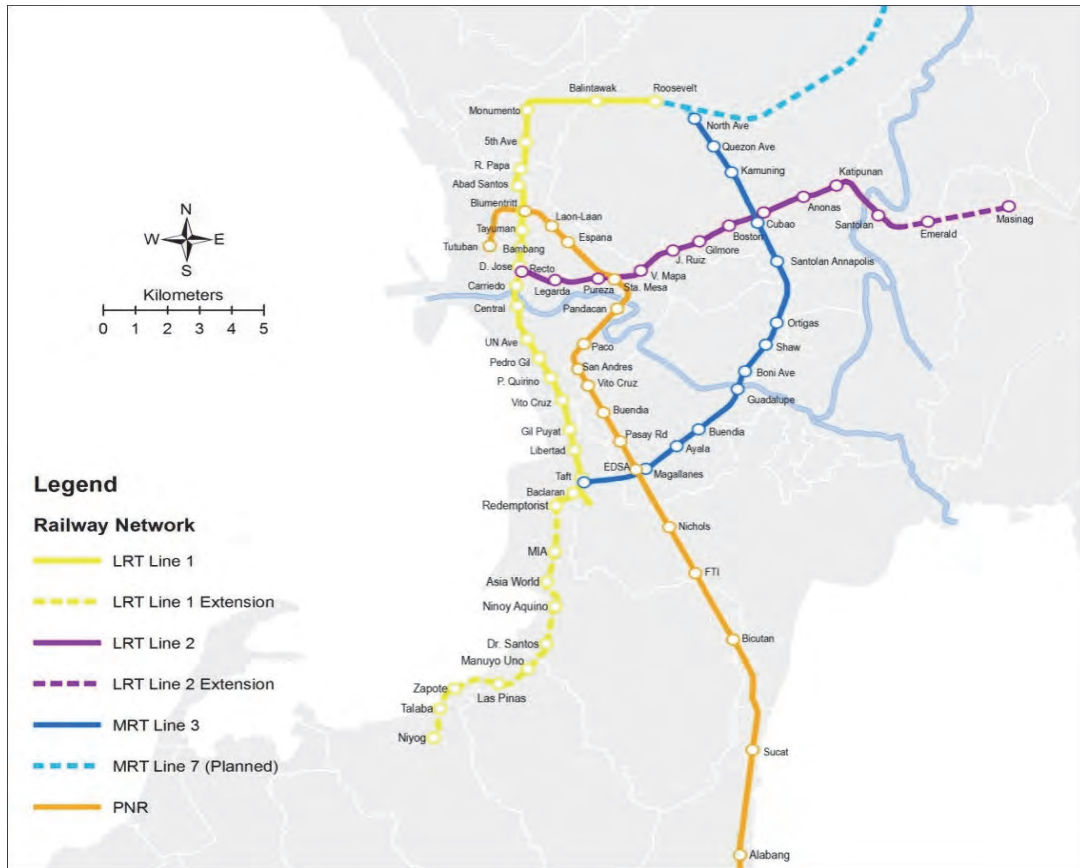 Balintawak
Roosevelt
Monumento
North Ave
5th Ave
Quezon Ave
R. Papa
Kamuning
Katipunan
Abad Santos
Blumentritt
Laon-Laan
Anonas
Cubao
Santolan
Masinag
Tayuman
Espana
Boston
Emerald
Tutuban
Bambang
Gilmore
J. Ruiz
Santolan Annapolis
D. Jose
Recto
V. Mapa
Carriedo
Legarda
Pureza
Sta. Mesa
Central
Pandacan
Ortigas
UN Ave
Paco
Shaw
Pedro Gil
San Andres
Boni Ave
P. Quirino
Vito Cruz
Guadalupe
Vito Cruz
Buendia
Gil Puyat
Pasay Rd
Buendia
Libertad
Ayala
Taft
EDSA
Magallanes
Baclaran
Redemptorist
Nichols
MIA
FTI
Asia World
Ninoy Aquino
Dr. Santos
Bicutan
Manuyo Uno
Zapote
Las Pinas
Talaba
Niyog
Sucat
Alabang
N
W E
S
Kilometers
0 1 2 3 4 5
Legend
Railway Network
LRT Line 1
LRT Line 1 Extension
LRT Line 2
LRT Line 2 Extension
MRT Line 3
MRT Line 7 (Planned)
PNR